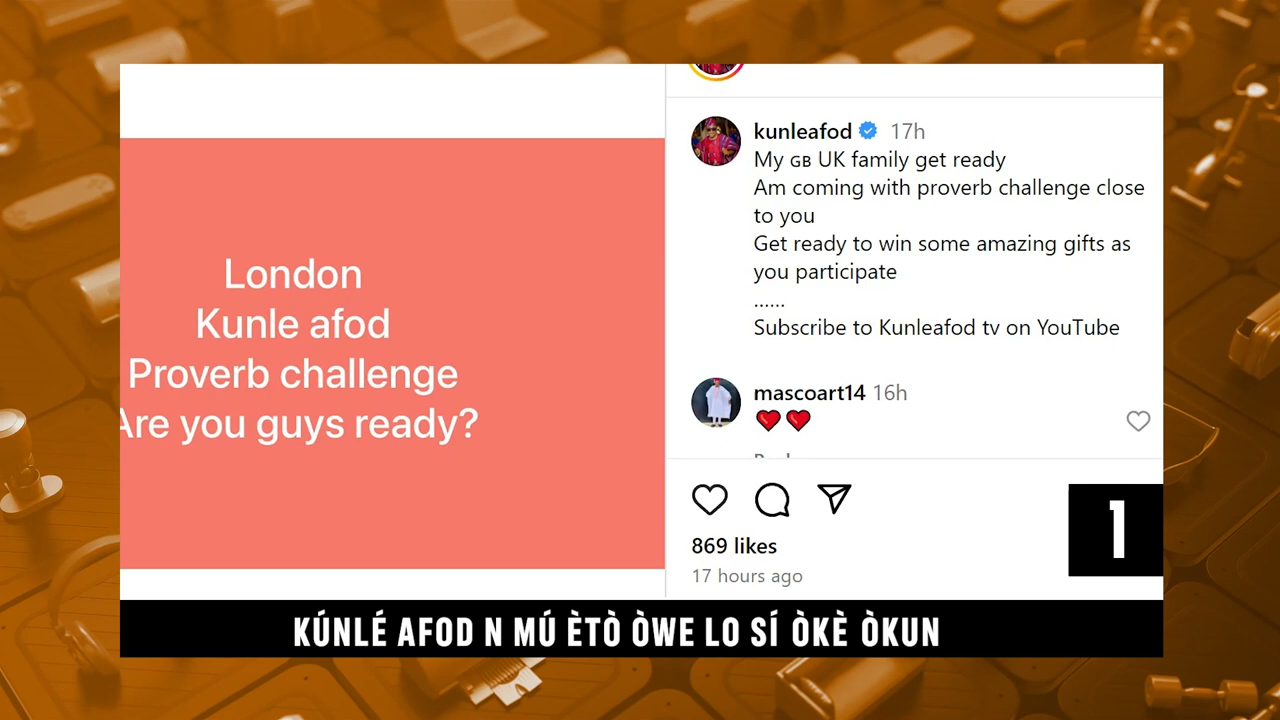 London
Kunle afod
Proverb challenge
Are you guys ready?
kunleafod 17h
My GB UK family get ready
Am coming with proverb challenge close
to you
Get ready to win some amazing gifts as
you participate
......
Subscribe to Kunleafod tv on YouTube
mascoart14 16h
❤️❤️
869 likes
17 hours ago
1
KÚNLÉ AFOD N MÚ ÈTÒ ÒWE LO SÍ ÒKÈ ÒKUN